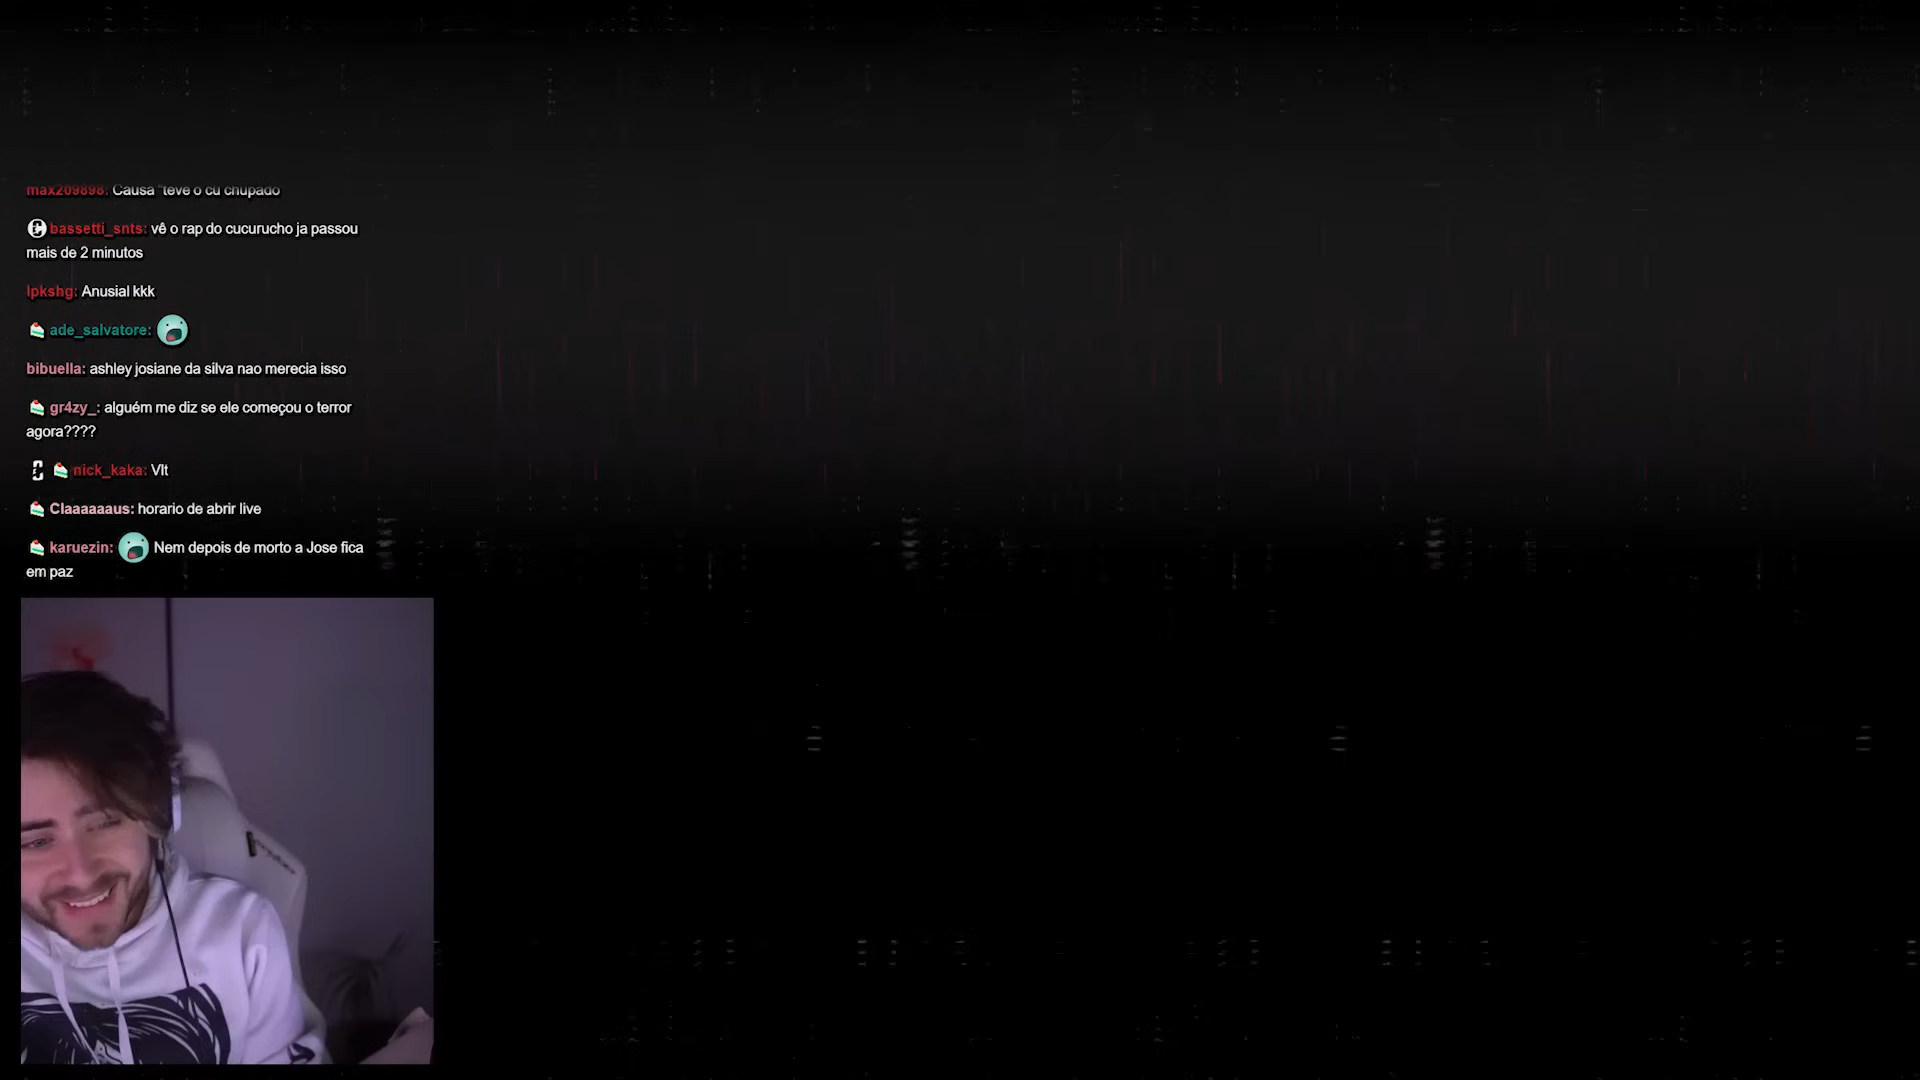 max209898: Causa "teve o cu chupado
bassetti_snts: vê o rap do cucurucho ja passou
mais de 2 minutos
lpkshg: Anusial kkk
ade_salvatore:
bibuella: ashley josiane da silva nao merecia isso
gr4zy_: alguém me diz se ele começou o terror
agora????
nick_kaka: Vlt
Claaaaaaus: horario de abrir live
karuezin: Nem depois de morto a Jose fica
em paz